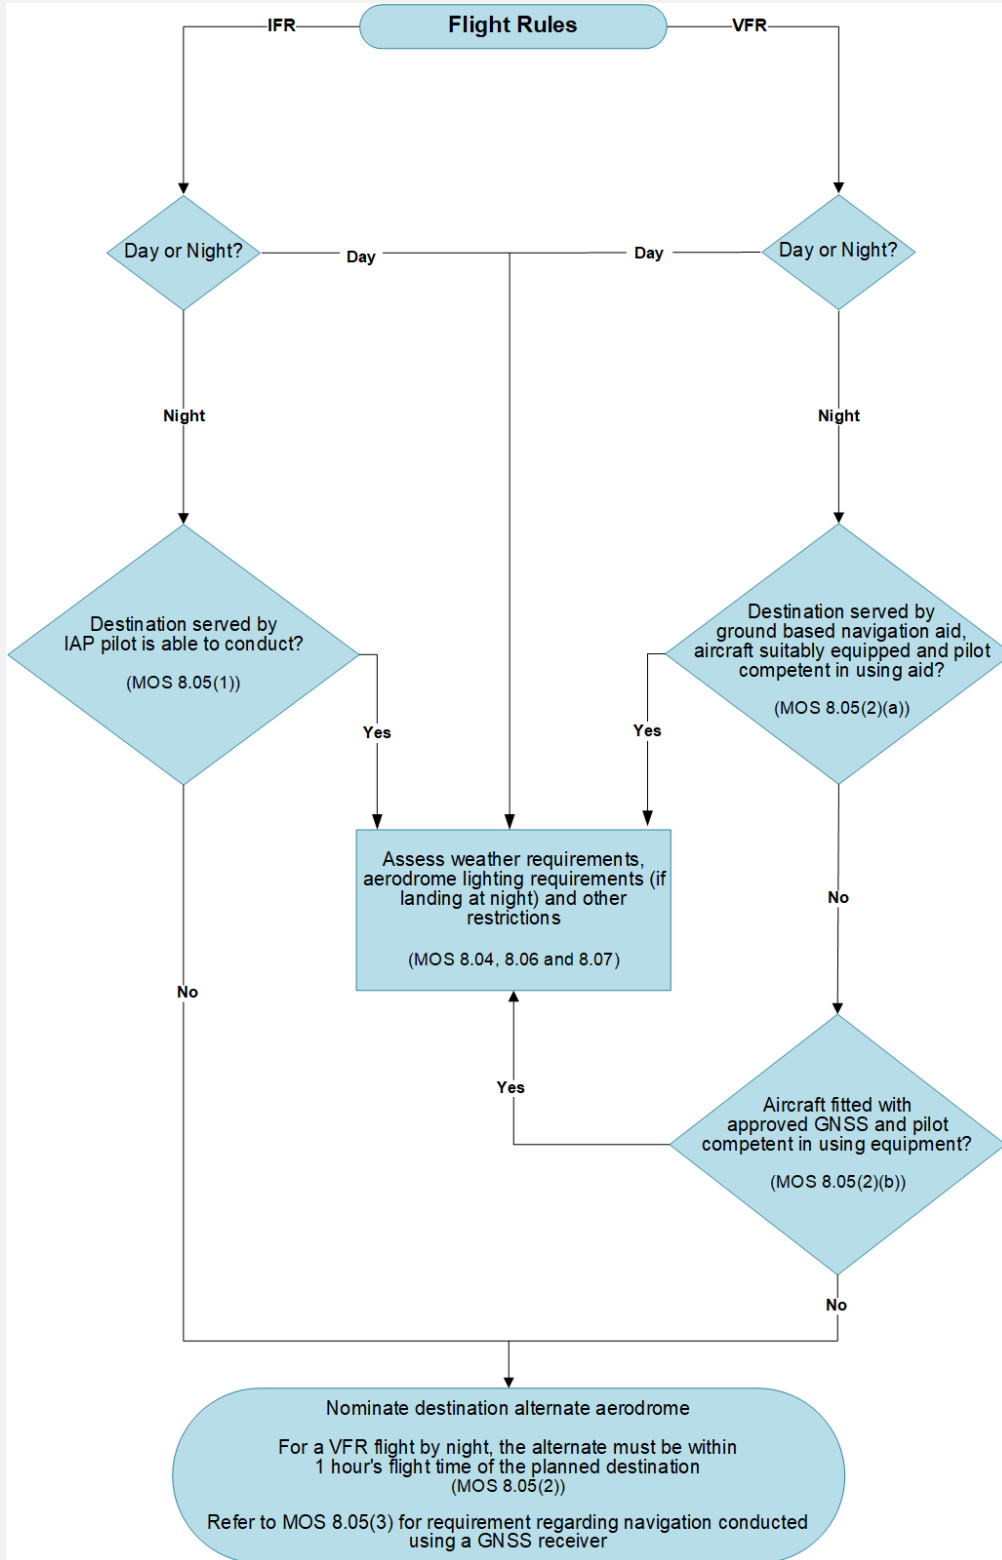 Flight Rules
IFR
VFR
Day or Night?
Day
Day
Day or Night?
Night
Night
Destination served by
IAP pilot is able to conduct?
(MOS 8.05(1))
Destination served by
ground based navigation aid,
aircraft suitably equipped and pilot
competent in using aid?
(MOS 8.05(2)(a))
Yes
Yes
Assess weather requirements,
aerodrome lighting requirements (if
landing at night) and other
restrictions
(MOS 8.04, 8.06 and 8.07)
No
No
Yes
Aircraft fitted with
approved GNSS and pilot
competent in using equipment?
(MOS 8.05(2)(b))
No
Nominate destination alternate aerodrome
For a VFR flight by night, the alternate must be within
1 hour's flight time of the planned destination
(MOS 8.05(2))
Refer to MOS 8.05(3) for requirement regarding navigation conducted
using a GNSS receiver